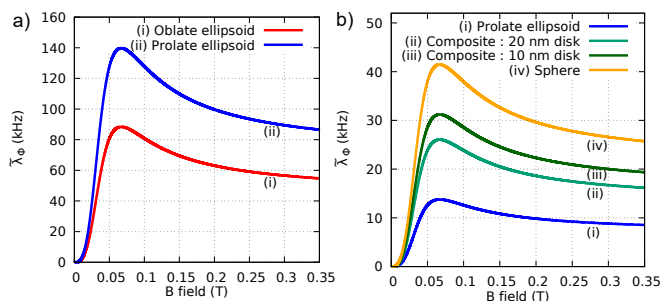 a)
(i) Oblate ellipsoid
(ii) Prolate ellipsoid
λ̃Φ (kHz)
160
140
120
100
80
60
40
20
0
(ii)
(i)
0 0.05 0.1 0.15 0.2 0.25 0.3 0.35
B field (T)
b)
(i) Prolate ellipsoid
(ii) Composite : 20 nm disk
(iii) Composite : 10 nm disk
(iv) Sphere
λ̃Φ (kHz)
50
40
30
20
10
0
(iv)
(iii)
(ii)
(i)
0 0.05 0.1 0.15 0.2 0.25 0.3 0.35
B field (T)